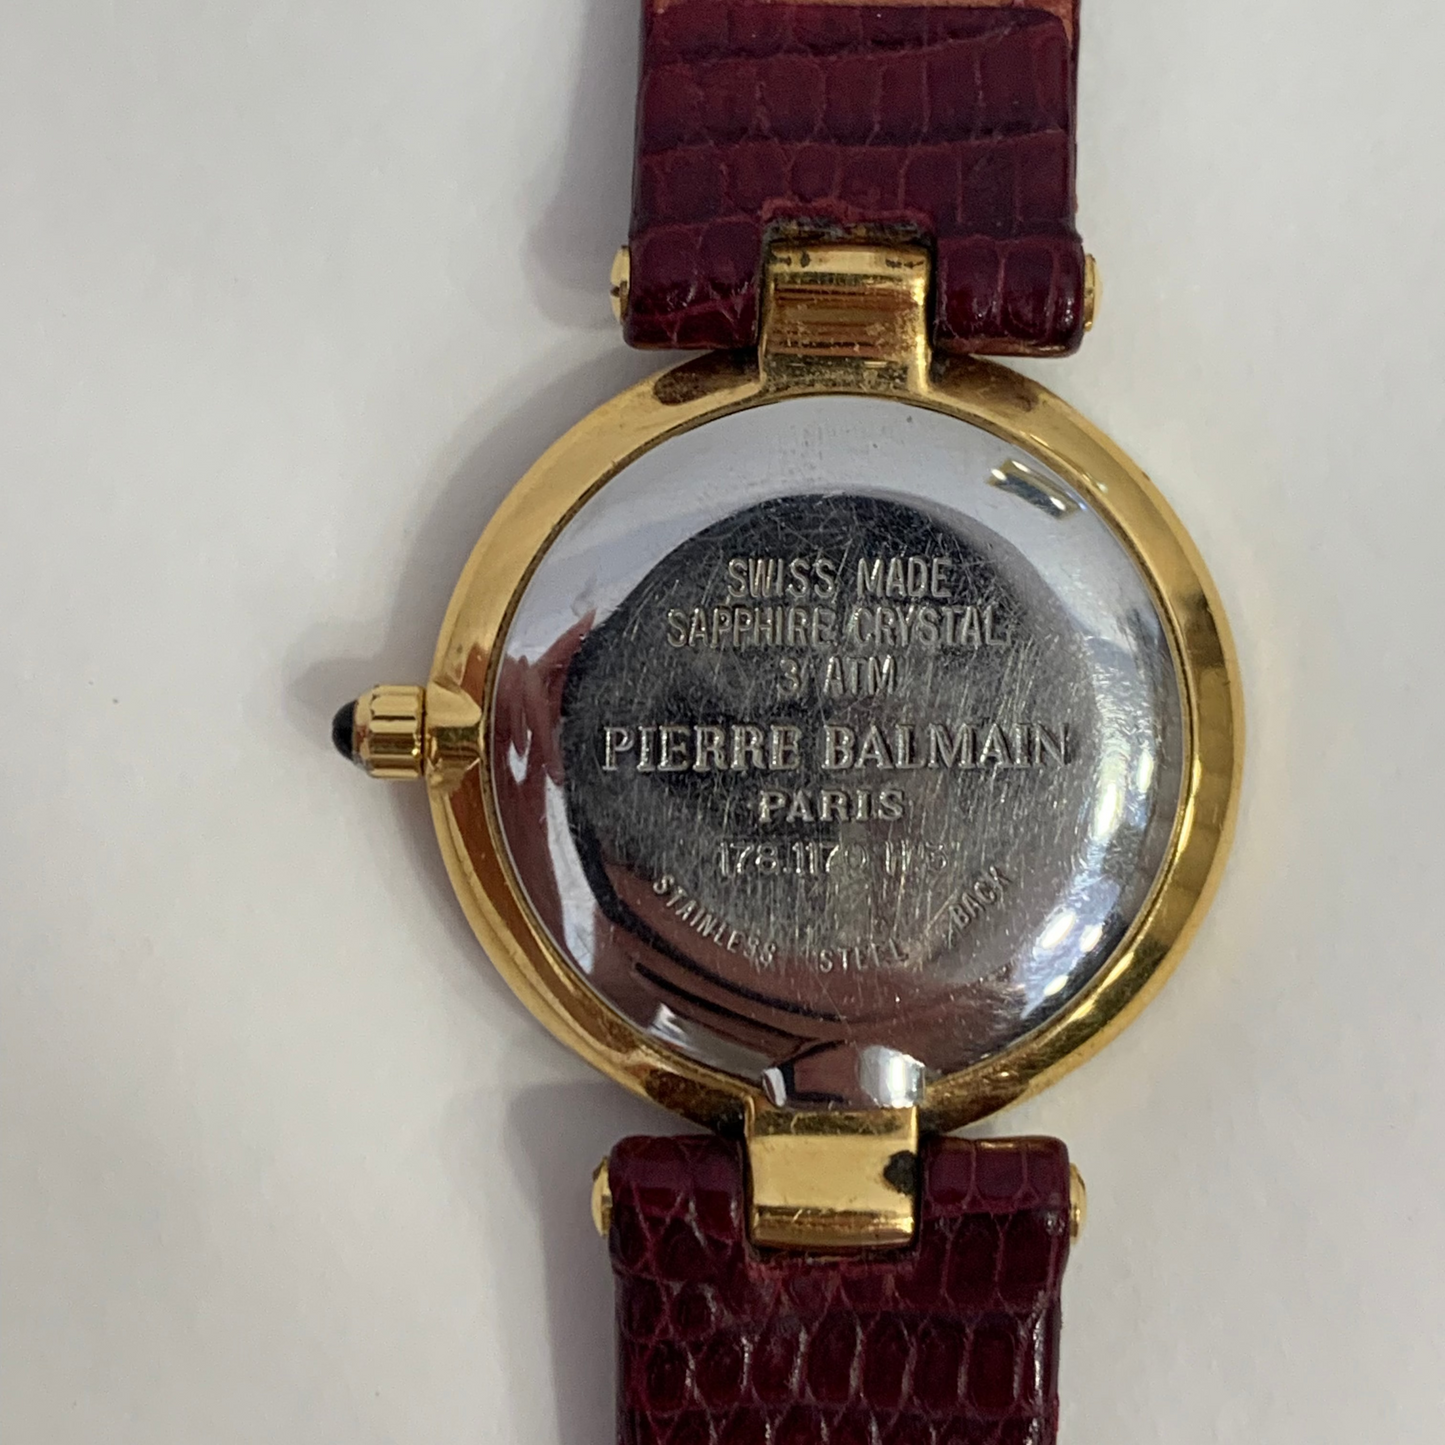 SWISS MADE
SAPPHIRE CRYSTAL
3 ATM
PIERRE BALMAIN
PARIS
STAINLESS STEEL BACK